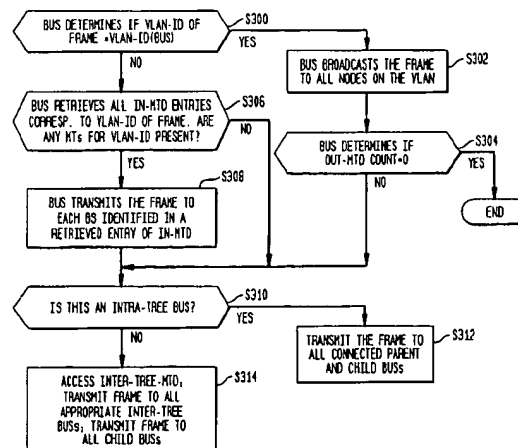 BUS DETERMINES IF VLAN-ID OF
FRAME =VLAN-ID(BUS)
S300
YES
NO
BUS BROADCASTS THE FRAME
TO ALL NODES ON THE VLAN
S302
BUS RETRIEVES ALL IN-MTD ENTRIES
CORRESP. TO VLAN-ID OF FRAME. ARE
ANY MTs FOR VLAN-ID PRESENT?
S306
NO
YES
BUS DETERMINES IF
OUT-MTD COUNT=0
S304
YES
NO
END
BUS TRANSMITS THE FRAME TO
EACH BS IDENTIFIED IN A
RETRIEVED ENTRY OF IN-MTD
S308
IS THIS AN INTRA-TREE BUS?
S310
YES
NO
TRANSMIT THE FRAME TO
ALL CONNECTED PARENT
AND CHILD BUSs
S312
ACCESS INTER-TREE-MTD;
TRANSMIT FRAME TO ALL
APPROPRIATE INTER-TREE
BUSs; TRANSMIT FRAME TO
ALL CHILD BUSs
S314